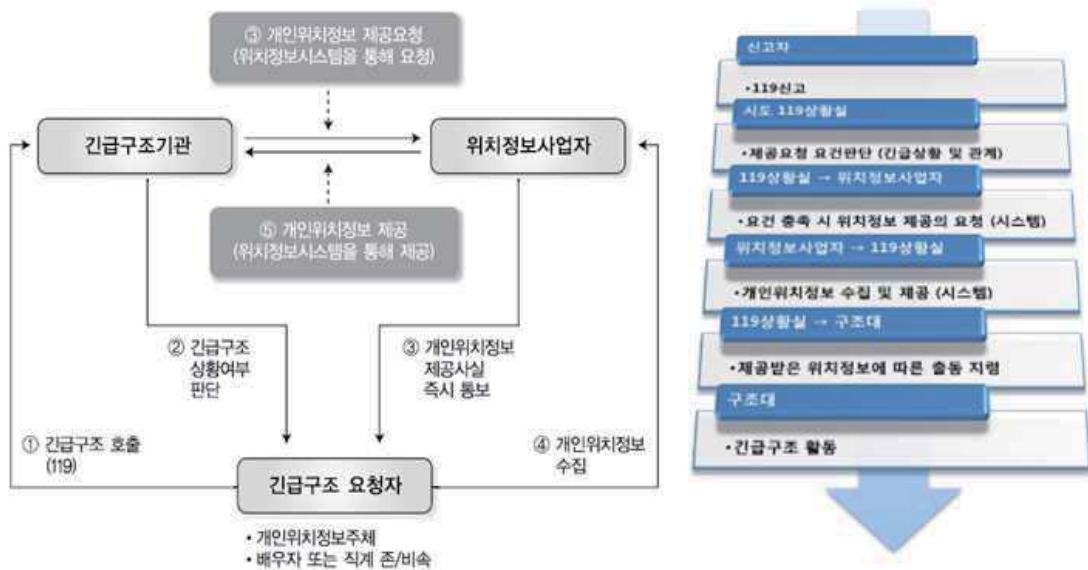 ③ 개인위치정보 제공요청
(위치정보시스템을 통해 요청)
긴급구조기관
위치정보사업자
⑤ 개인위치정보 제공
(위치정보시스템을 통해 제공)
② 긴급구조
상황여부
판단
③ 개인위치정보
제공사실
즉시 통보
① 긴급구조 호출
(119)
④ 개인위치정보
수집
긴급구조 요청자
• 개인위치정보주체
• 배우자 또는 직계 존/비속
신고자
•119신고
시도 119상황실
•제공요청 요건판단 (긴급상황 및 관계)
119상황실 → 위치정보사업자
•요건 충족 시 위치정보 제공의 요청 (시스템)
위치정보사업자 → 119상황실
•개인위치정보 수집 및 제공 (시스템)
119상황실 → 구조대
•제공받은 위치정보에 따른 출동 지령
구조대
•긴급구조 활동